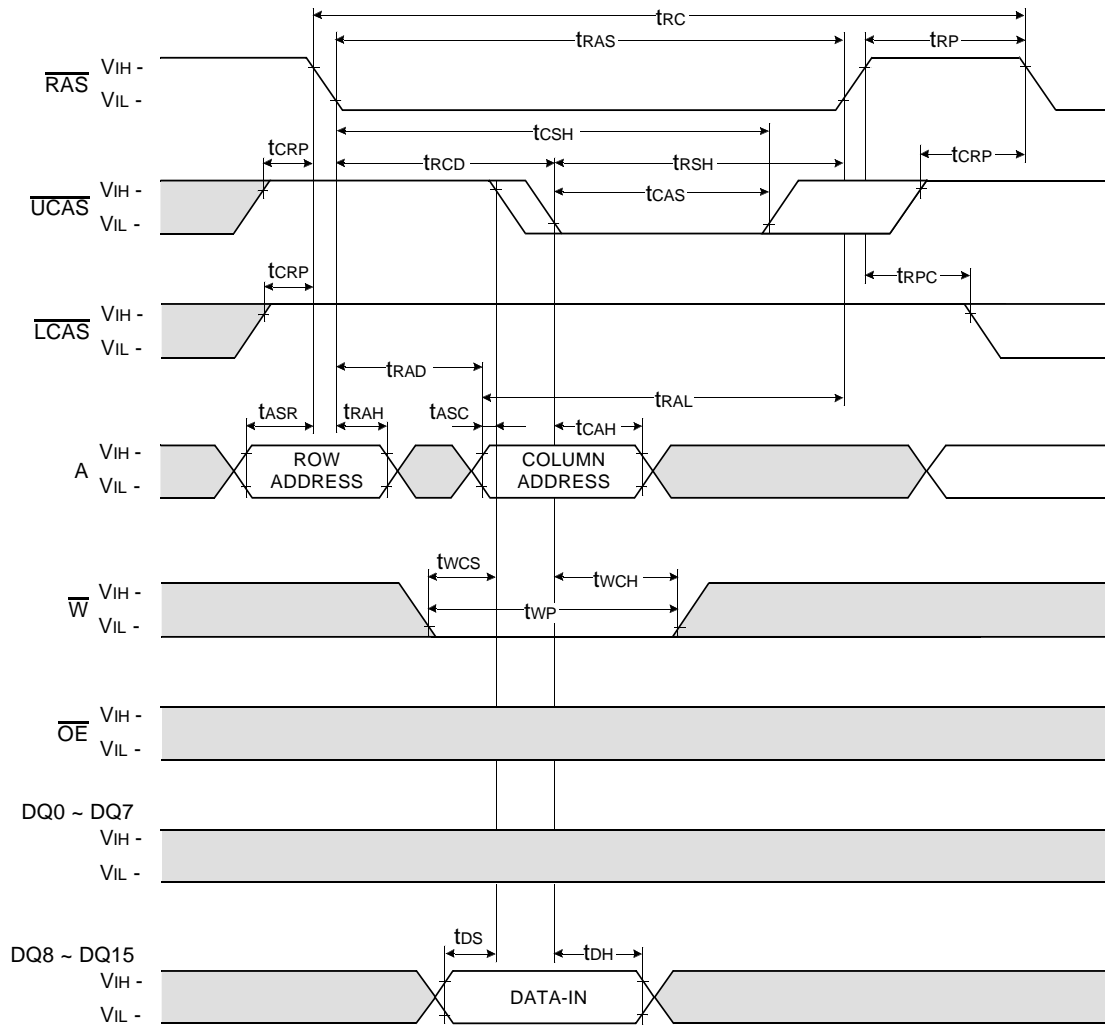 tRC
tRAS tRP
RAS VIH -
VIL -
tCSH
tCRP tRCD tRSH tCRP
UCAS VIH -
VIL -
tCAS
tCRP tRPC
LCAS VIH -
VIL -
tRAD
tRAL
tASR tRAH tASC tCAH
A VIH -
VIL -
ROW
ADDRESS
COLUMN
ADDRESS
tWCS tWCH
W VIH -
VIL -
tWP
OE VIH -
VIL -
DQ0 ~ DQ7
VIH -
VIL -
tDS tDH
DQ8 ~ DQ15
VIH -
VIL -
DATA-IN